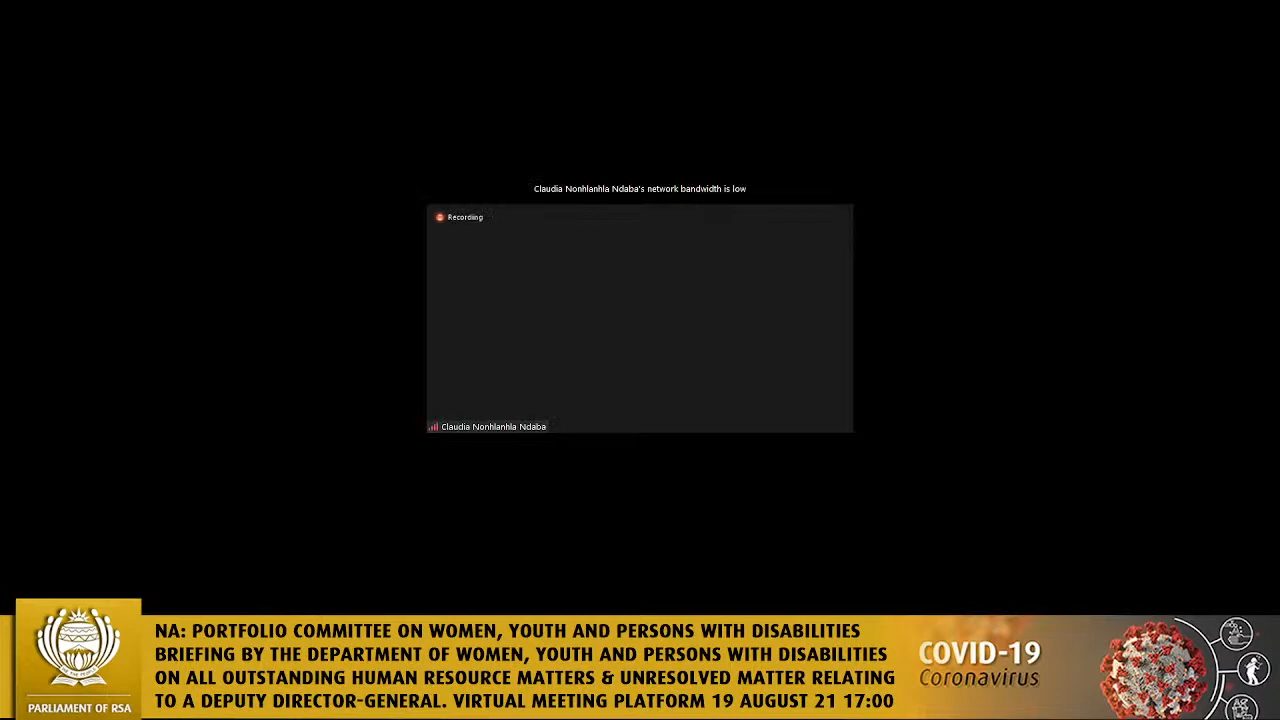 Claudia Nonhlanhla Ndaba's network bandwidth is low
Recording
Claudia Nonhlanhla Ndaba
NA: PORTFOLIO COMMITTEE ON WOMEN, YOUTH AND PERSONS WITH DISABILITIES
BRIEFING BY THE DEPARTMENT OF WOMEN, YOUTH AND PERSONS WITH DISABILITIES
ON ALL OUTSTANDING HUMAN RESOURCE MATTERS & UNRESOLVED MATTER RELATING
TO A DEPUTY DIRECTOR-GENERAL. VIRTUAL MEETING PLATFORM 19 AUGUST 21 17:00
PARLIAMENT OF RSA
COVID-19
Coronavirus